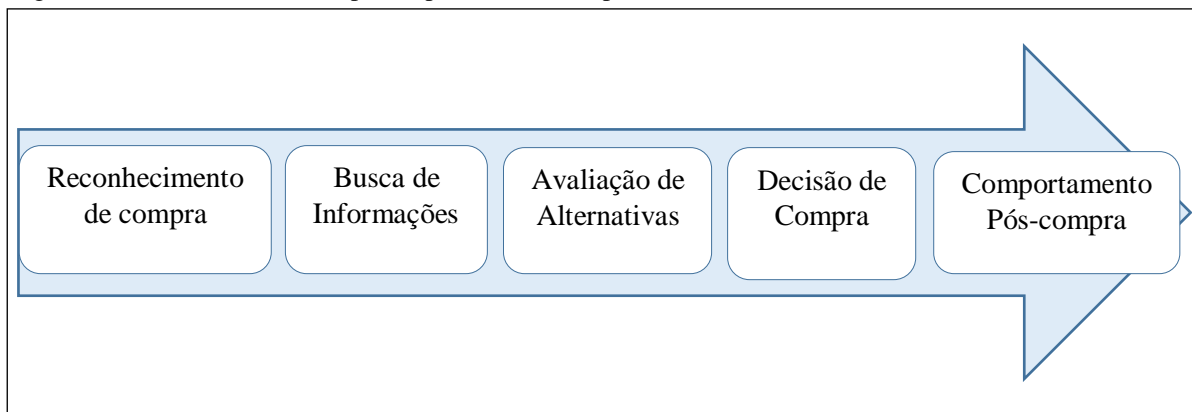 Reconhecimento
de compra
Busca de
Informações
Avaliação de
Alternativas
Decisão de
Compra
Comportamento
Pós-compra